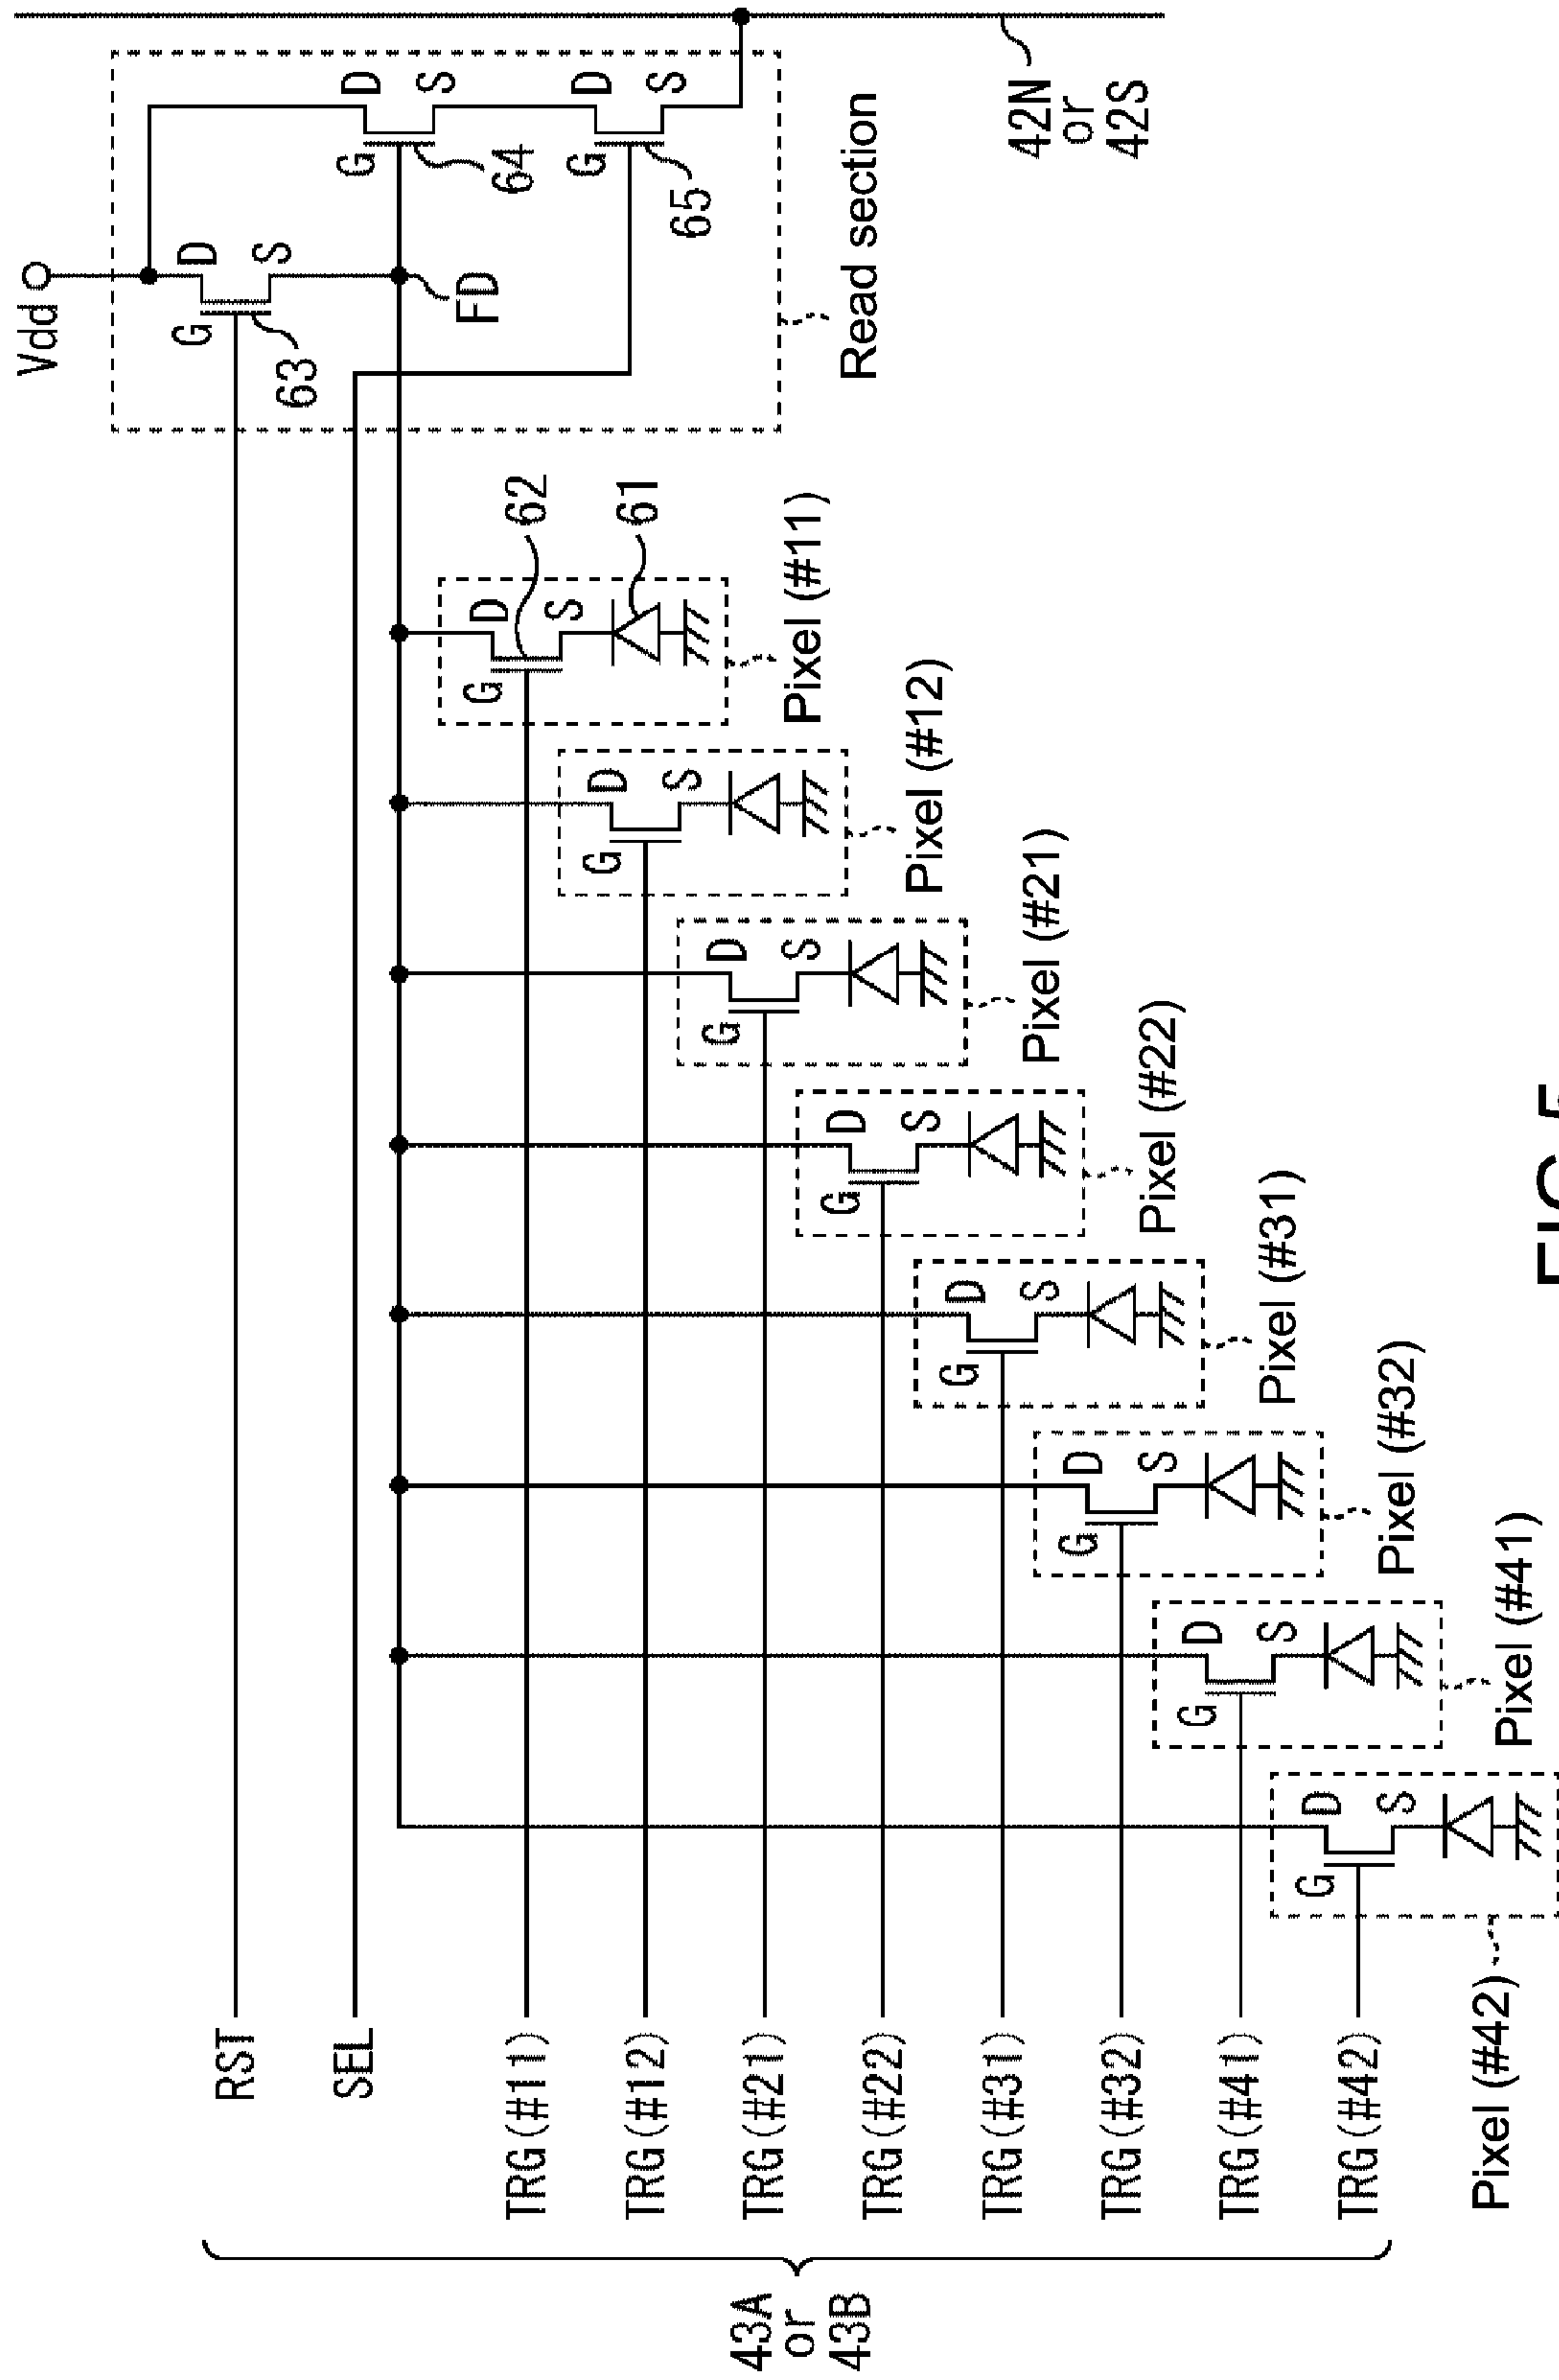 Vdd
G
D
S
63
FD
G
D
S
64
G
D
S
65
Read section
42N
or
42S
RST
SEL
TRG(#11)
TRG(#12)
TRG(#21)
TRG(#22)
TRG(#31)
TRG(#32)
TRG(#41)
TRG(#42)
43A
or
43B
G
D
S
62
61
Pixel (#11)
G
D
S
Pixel (#12)
G
D
S
Pixel (#21)
G
D
S
Pixel (#22)
G
D
S
Pixel (#31)
G
D
S
Pixel (#32)
G
D
S
Pixel (#41)
G
D
S
Pixel (#42)